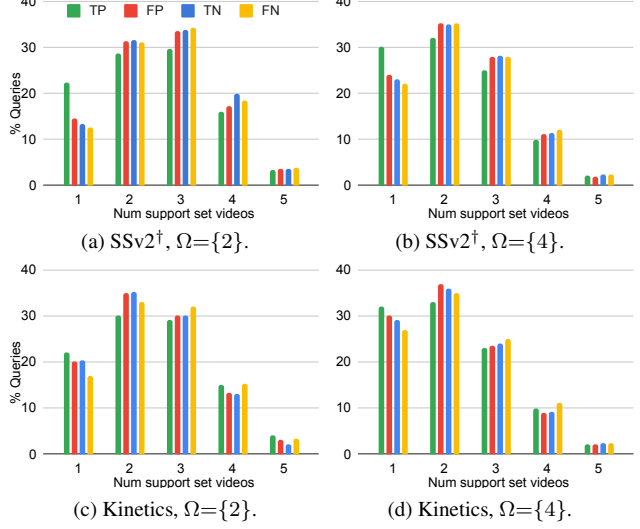 TP FP TN FN
40
30
20
10
0
% Queries
1 2 3 4 5
Num support set videos
(a) SSv2†, Ω={2}.
40
30
20
10
0
% Queries
1 2 3 4 5
Num support set videos
(b) SSv2†, Ω={4}.
40
30
20
10
0
% Queries
1 2 3 4 5
Num support set videos
(c) Kinetics, Ω={2}.
40
30
20
10
0
1 2 3 4 5
Num support set videos
(d) Kinetics, Ω={4}.